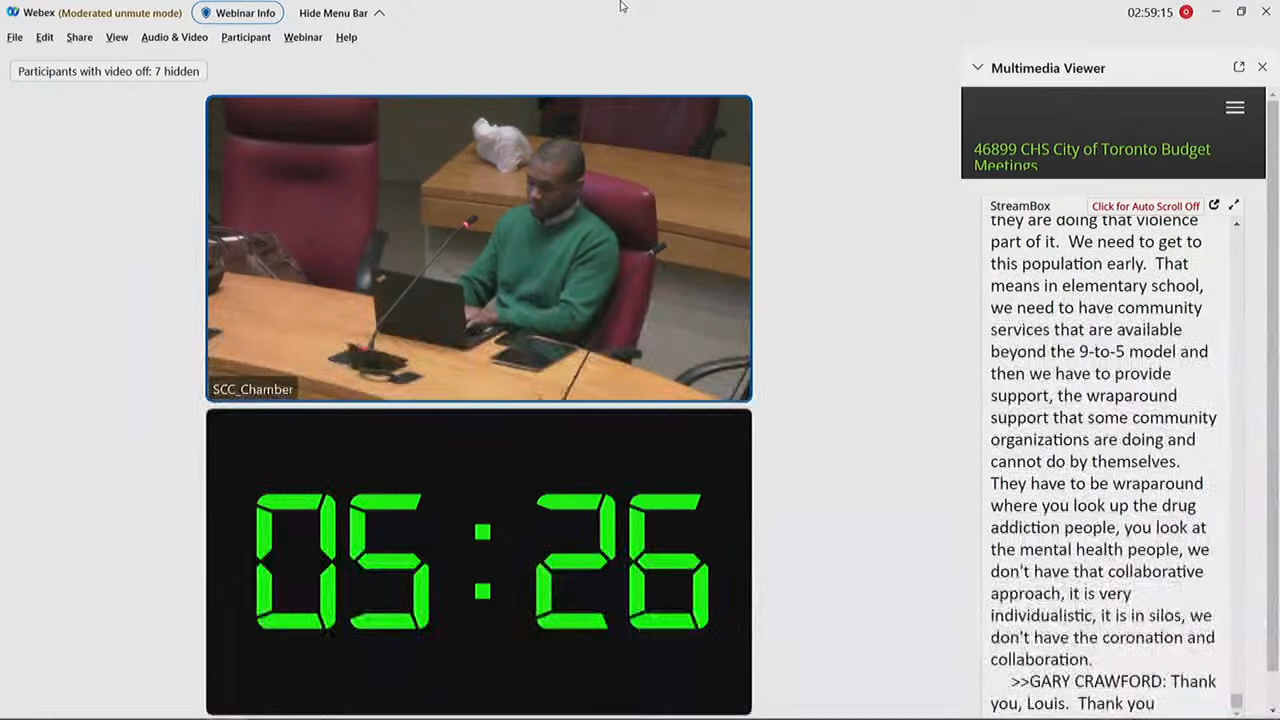 Webex (Moderated unmute mode) Webinar Info Hide Menu Bar 02:59:15
File Edit Share View Audio & Video Participant Webinar Help
Participants with video off: 7 hidden
SCC_Chamber
05:26
Multimedia Viewer
46899 CHS City of Toronto Budget
Meetings
StreamBox Click for Auto Scroll Off
they are doing that violence
part of it. We need to get to
this population early. That
means in elementary school,
we need to have community
services that are available
beyond the 9-to-5 model and
then we have to provide
support, the wraparound
support that some community
organizations are doing and
cannot do by themselves.
They have to be wraparound
where you look up the drug
addiction people, you look at
the mental health people, we
don't have that collaborative
approach, it is very
individualistic, it is in silos, we
don't have the coronation and
collaboration.
>>GARY CRAWFORD: Thank
you, Louis. Thank you